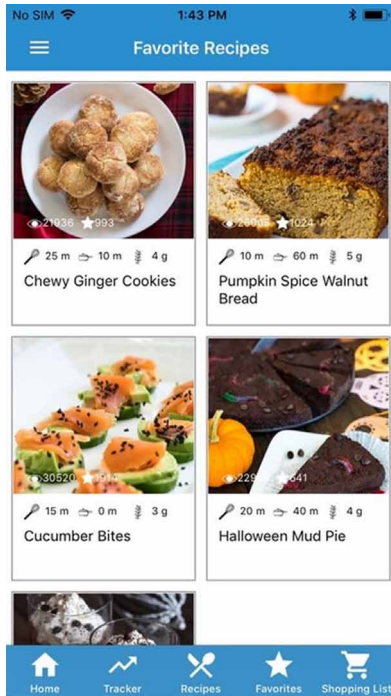 No SIM 1:43 PM
Favorite Recipes
21936 993
1024
25 m 10 m 4 g
10 m 60 m 5 g
Chewy Ginger Cookies
Pumpkin Spice Walnut
Bread
30520
641
15 m 0 m 3 g
20 m 40 m 4 g
Cucumber Bites
Halloween Mud Pie
Home Tracker Recipes Favorites Shopping List